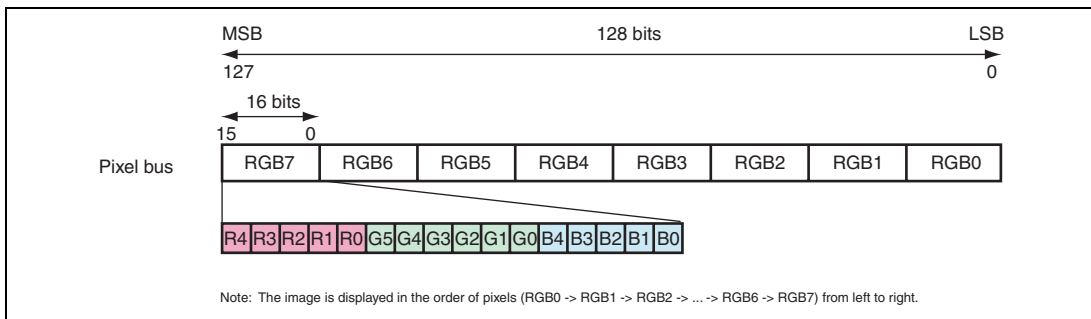 MSB 128 bits LSB
127 0
16 bits
15 0
Pixel bus RGB7 RGB6 RGB5 RGB4 RGB3 RGB2 RGB1 RGB0
R4 R3 R2 R1 R0 G5 G4 G3 G2 G1 G0 B4 B3 B2 B1 B0
Note: The image is displayed in the order of pixels (RGB0 -> RGB1 -> RGB2 -> ... -> RGB6 -> RGB7) from left to right.